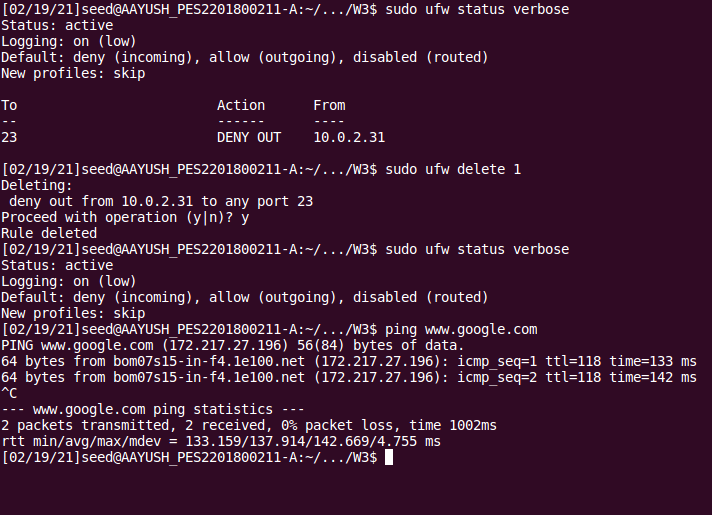 [02/19/21]seed@AAYUSH_PES2201800211-A:~/.../W3$ sudo ufw status verbose
Status: active
Logging: on (low)
Default: deny (incoming), allow (outgoing), disabled (routed)
New profiles: skip
To                         Action      From
--                         ------      ----
23                         DENY OUT    10.0.2.31
[02/19/21]seed@AAYUSH_PES2201800211-A:~/.../W3$ sudo ufw delete 1
Deleting:
 deny out from 10.0.2.31 to any port 23
Proceed with operation (y|n)? y
Rule deleted
[02/19/21]seed@AAYUSH_PES2201800211-A:~/.../W3$ sudo ufw status verbose
Status: active
Logging: on (low)
Default: deny (incoming), allow (outgoing), disabled (routed)
New profiles: skip
[02/19/21]seed@AAYUSH_PES2201800211-A:~/.../W3$ ping www.google.com
PING www.google.com (172.217.27.196) 56(84) bytes of data.
64 bytes from bom07s15-in-f4.1e100.net (172.217.27.196): icmp_seq=1 ttl=118 time=133 ms
64 bytes from bom07s15-in-f4.1e100.net (172.217.27.196): icmp_seq=2 ttl=118 time=142 ms
^C
--- www.google.com ping statistics ---
2 packets transmitted, 2 received, 0% packet loss, time 1002ms
rtt min/avg/max/mdev = 133.159/137.914/142.669/4.755 ms
[02/19/21]seed@AAYUSH_PES2201800211-A:~/.../W3$